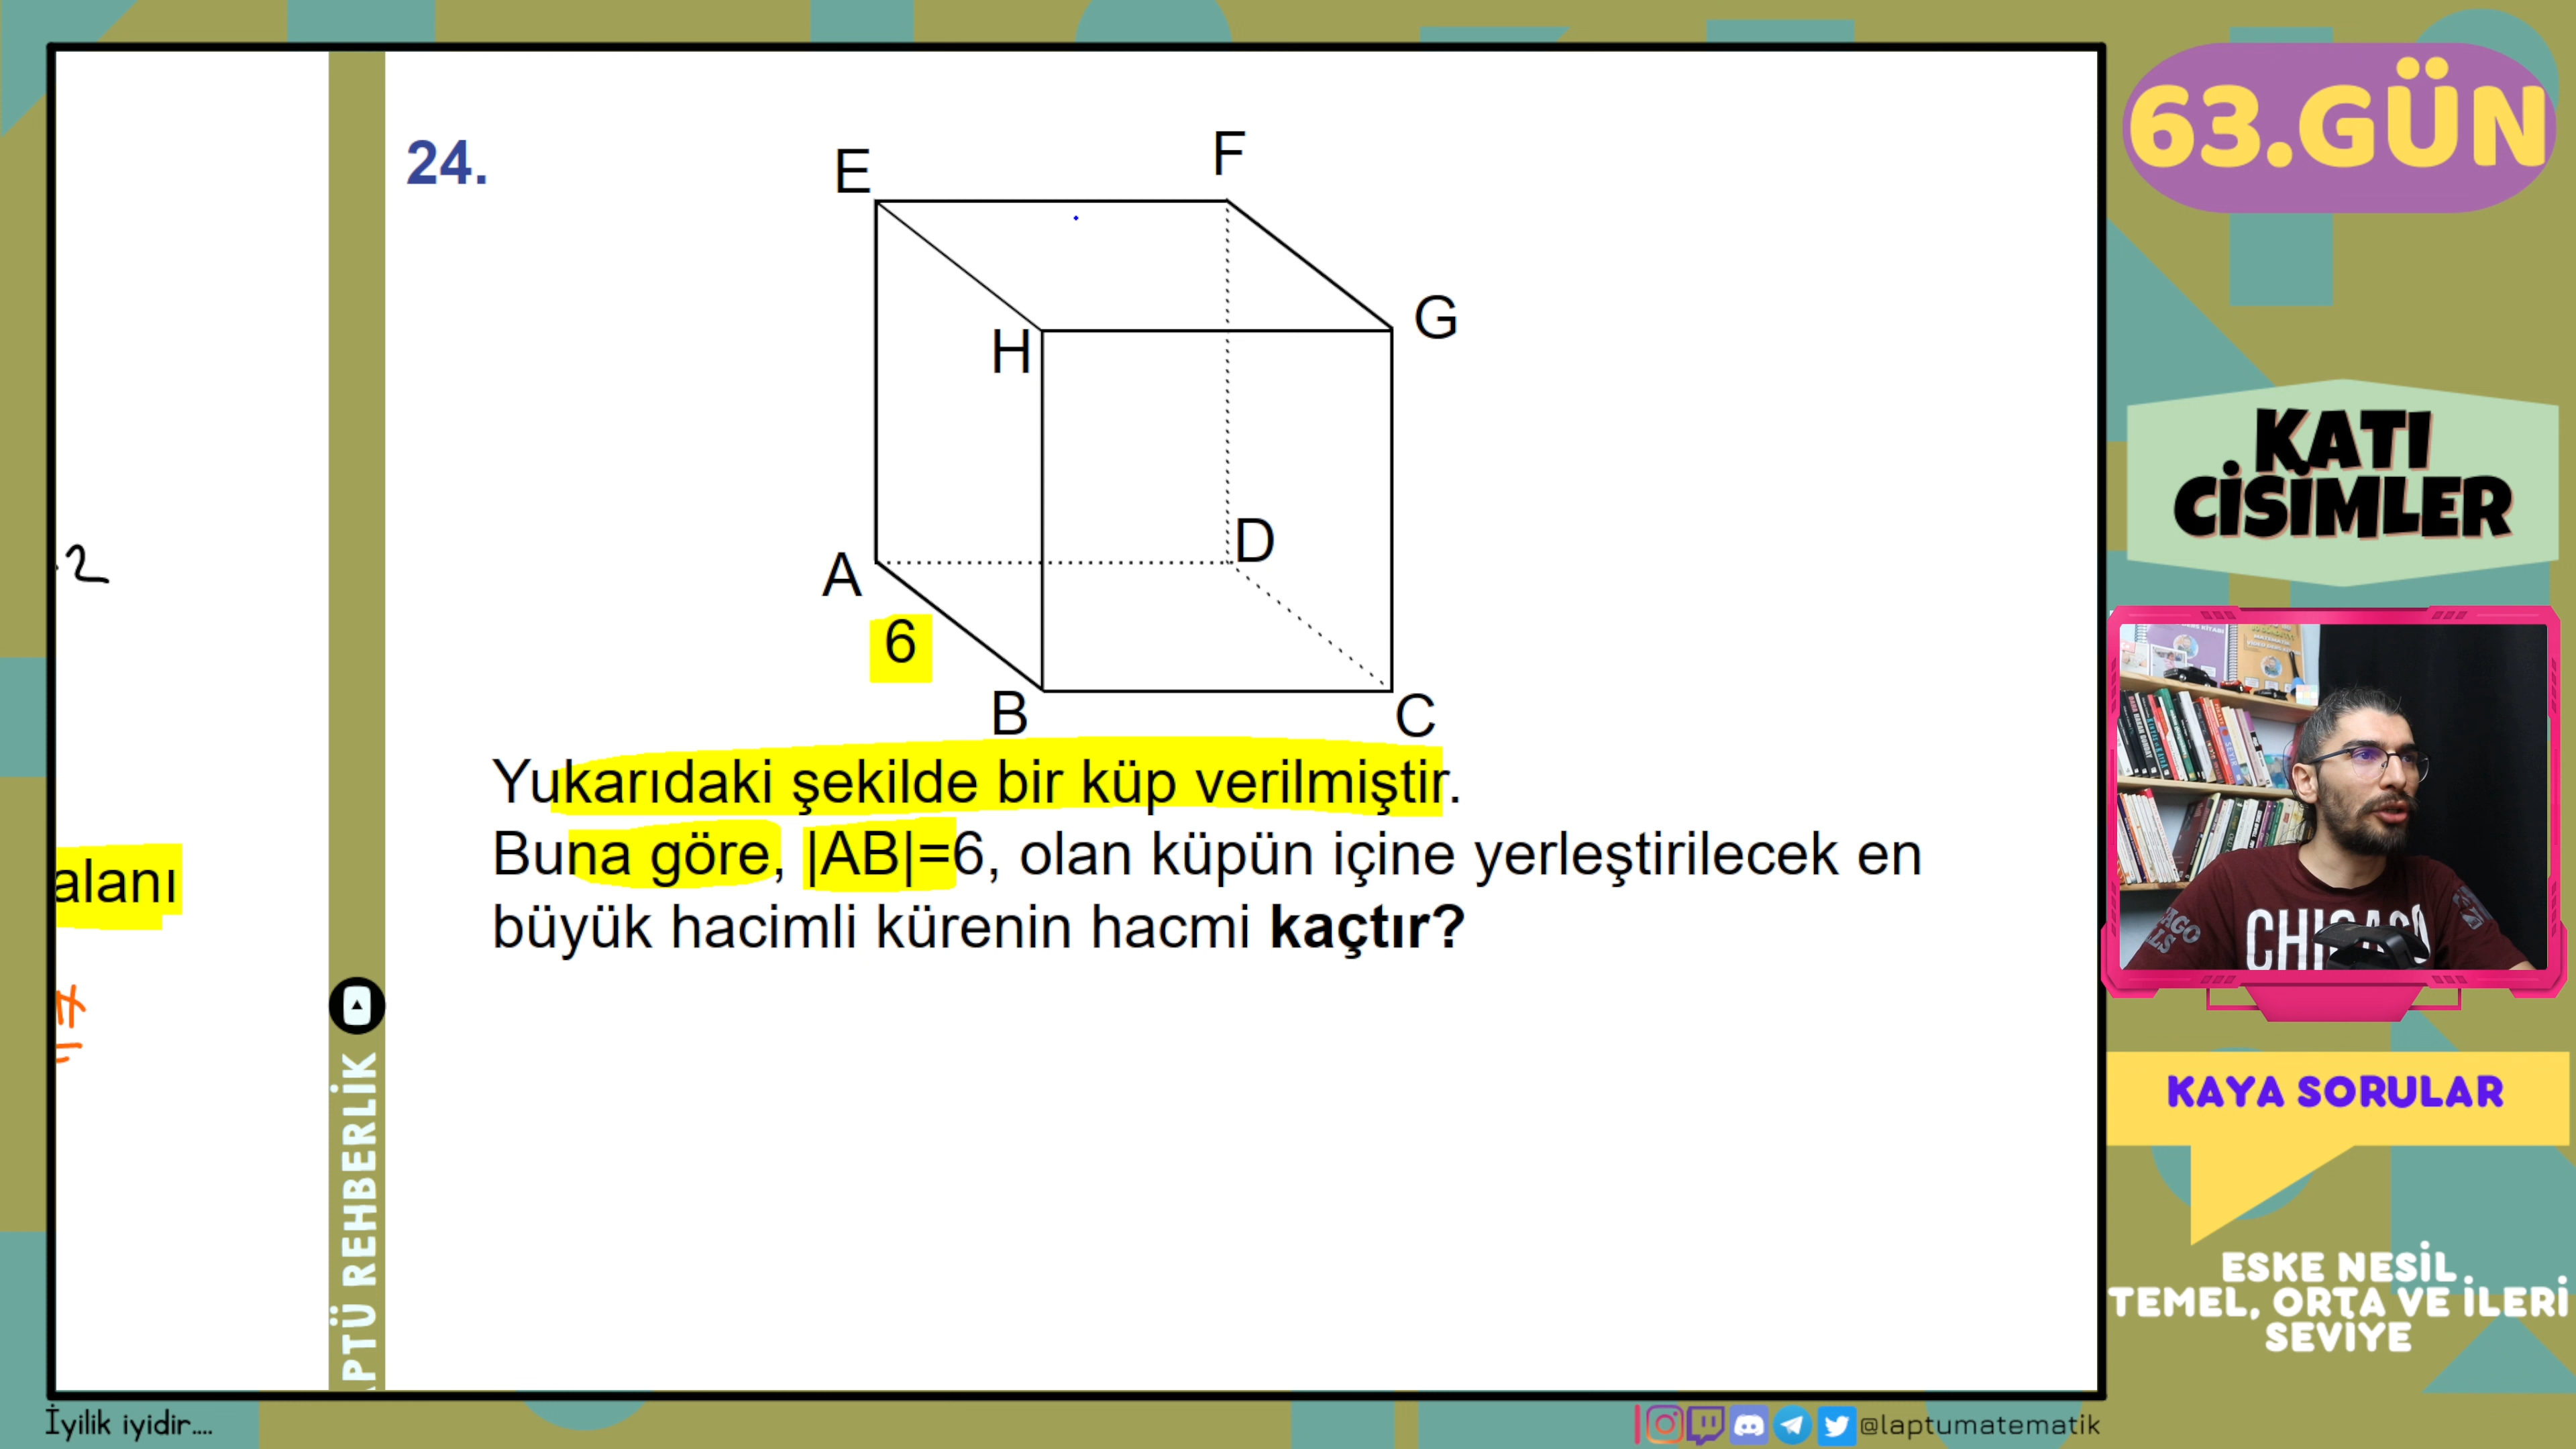 63.GÜN
24.
E
F
H
G
A
D
6
B
C
2
Yukarıdaki şekilde bir küp verilmiştir.
Buna göre, |AB|=6, olan küpün içine yerleştirilecek en
büyük hacimli kürenin hacmi kaçtır?
alanı
PTÜ REHBERLİK
KATI
CİSİMLER
CHICAGO
KAYA SORULAR
ESKE NESİL
TEMEL, ORTA VE İLERİ
SEVİYE
İyilik iyidir....
@laptumatematik